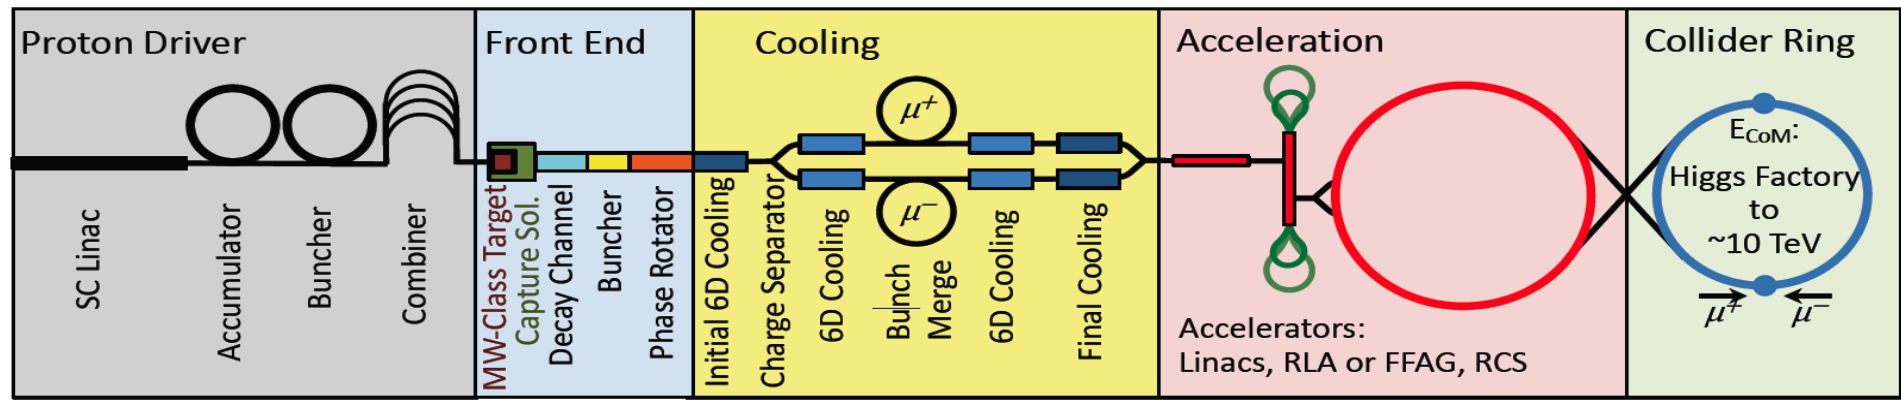 Proton Driver
SC Linac
Accumulator
Buncher
Combiner
Front End
MW-Class Target
Capture Sol.
Decay Channel
Buncher
Phase Rotator
Cooling
Initial 6D Cooling
Charge Separator
6D Cooling
μ+
μ−
Bunch
Merge
6D Cooling
Final Cooling
Acceleration
Accelerators:
Linacs, RLA or FFAG, RCS
Collider Ring
ECoM:
Higgs Factory
to
~10 TeV
μ+ μ−